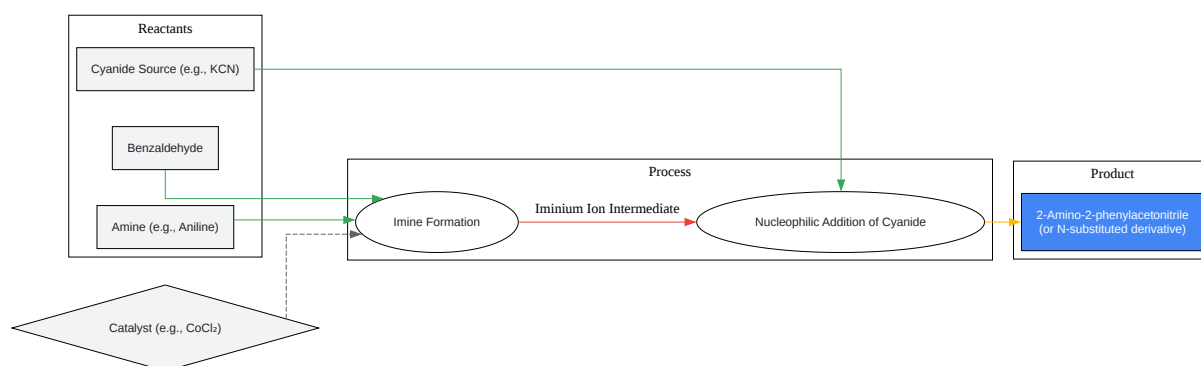 Reactants
Cyanide Source (e.g., KCN)
Benzaldehyde
Amine (e.g., Aniline)
Catalyst (e.g., CoCl₂)
Process
Imine Formation
Iminium Ion Intermediate
Nucleophilic Addition of Cyanide
Product
2-Amino-2-phenylacetonitrile
(or N-substituted derivative)